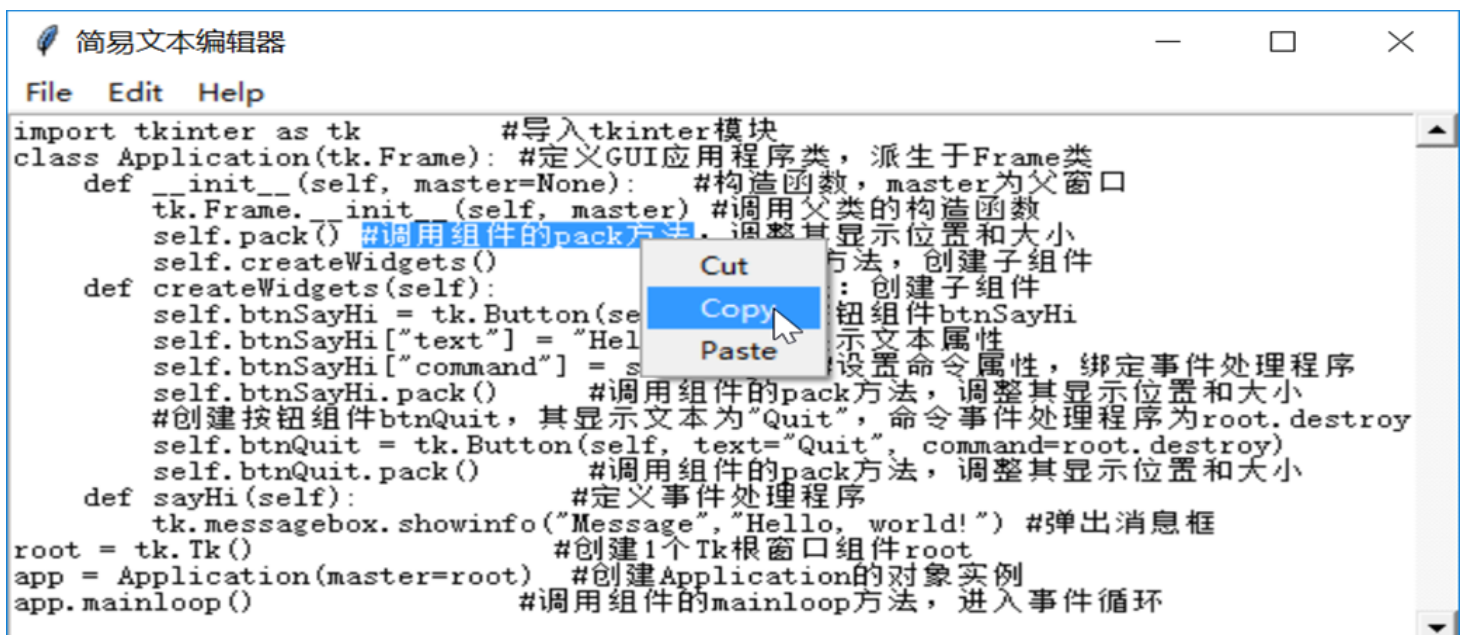 简易文本编辑器
File Edit Help
import tkinter as tk #导入tkinter模块
class Application(tk.Frame): #定义GUI应用程序类，派生于Frame类
def __init__(self, master=None): #构造函数，master为父窗口
tk.Frame.__init__(self, master) #调用父类的构造函数
self.pack() #调用组件的pack方法，调整其显示位置和大小
self.createWidgets() 方法，创建子组件
def createWidgets(self): ：创建子组件
self.btnSayHi = tk.Button(se 钮组件btnSayHi
self.btnSayHi["text"] = "Hel 示文本属性
self.btnSayHi["command"] = s #设置命令属性，绑定事件处理程序
self.btnSayHi.pack() #调用组件的pack方法，调整其显示位置和大小
#创建按钮组件btnQuit，其显示文本为"Quit"，命令事件处理程序为root.destroy
self.btnQuit = tk.Button(self, text="Quit", command=root.destroy)
self.btnQuit.pack() #调用组件的pack方法，调整其显示位置和大小
def sayHi(self): #定义事件处理程序
tk.messagebox.showinfo("Message","Hello, world!") #弹出消息框
root = tk.Tk() #创建1个Tk根窗口组件root
app = Application(master=root) #创建Application的对象实例
app.mainloop() #调用组件的mainloop方法，进入事件循环
Cut
Copy
Paste